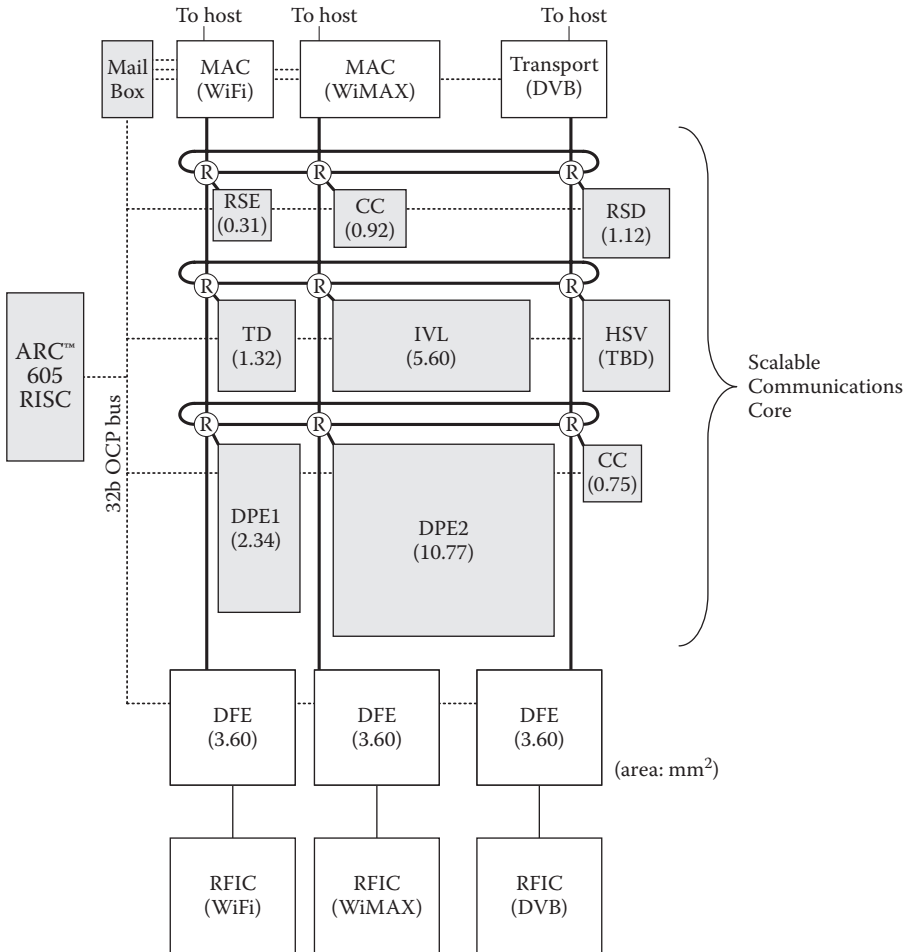 To host
To host
To host
Mail
Box
MAC
(WiFi)
MAC
(WiMAX)
Transport
(DVB)
R
R
R
RSE
(0.31)
CC
(0.92)
RSD
(1.12)
R
R
R
TD
(1.32)
IVL
(5.60)
HSV
(TBD)
ARC™
605
RISC
32b OCP bus
Scalable
Communications
Core
R
R
R
DPE1
(2.34)
DPE2
(10.77)
CC
(0.75)
DFE
(3.60)
DFE
(3.60)
DFE
(3.60)
(area: mm²)
RFIC
(WiFi)
RFIC
(WiMAX)
RFIC
(DVB)